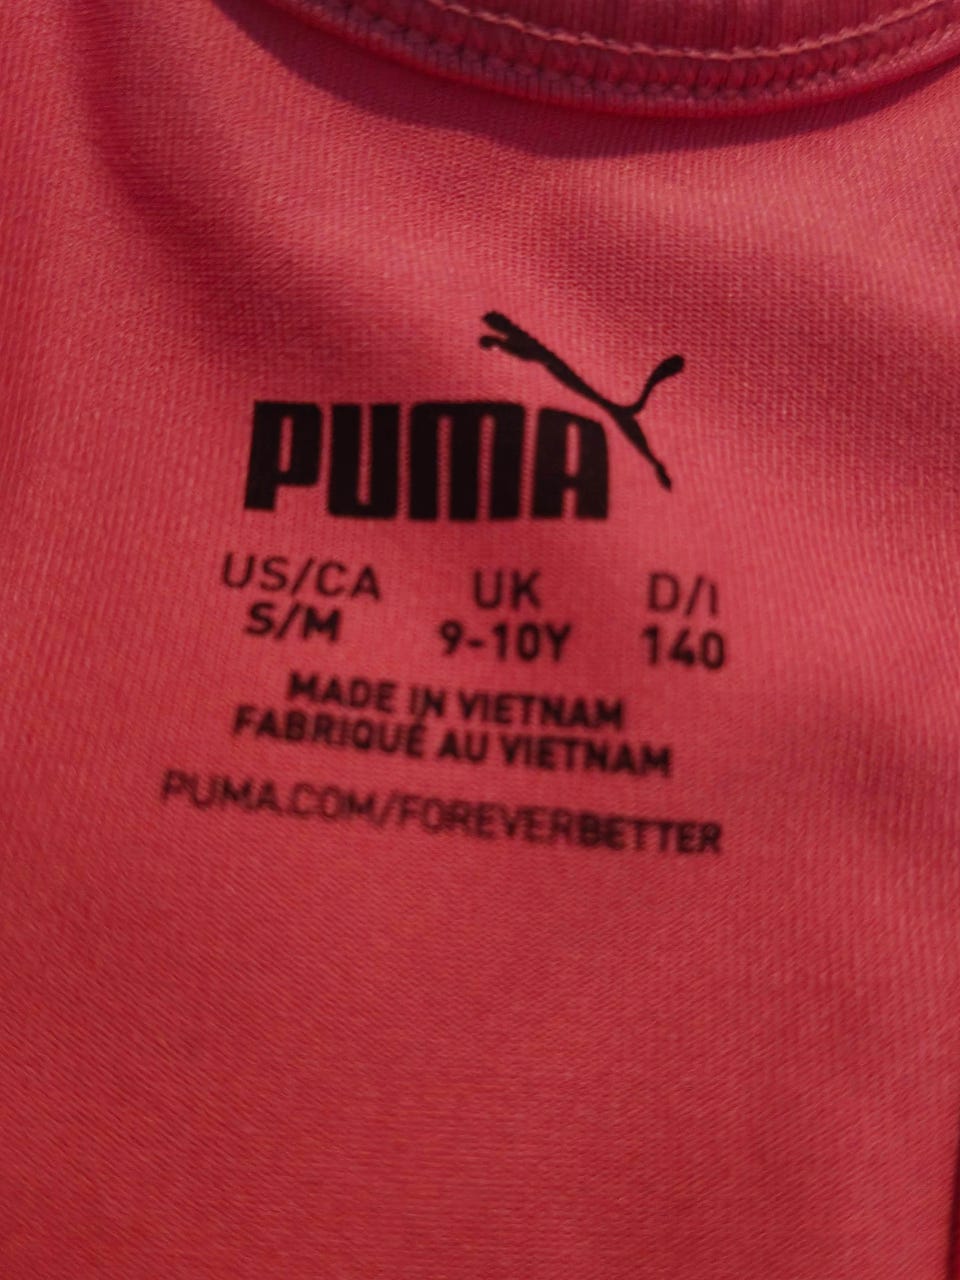 PUMA
US/CA UK D/I
S/M 9-10Y 140
MADE IN VIETNAM
FABRIQUÉ AU VIETNAM
PUMA.COM/FOREVERBETTER